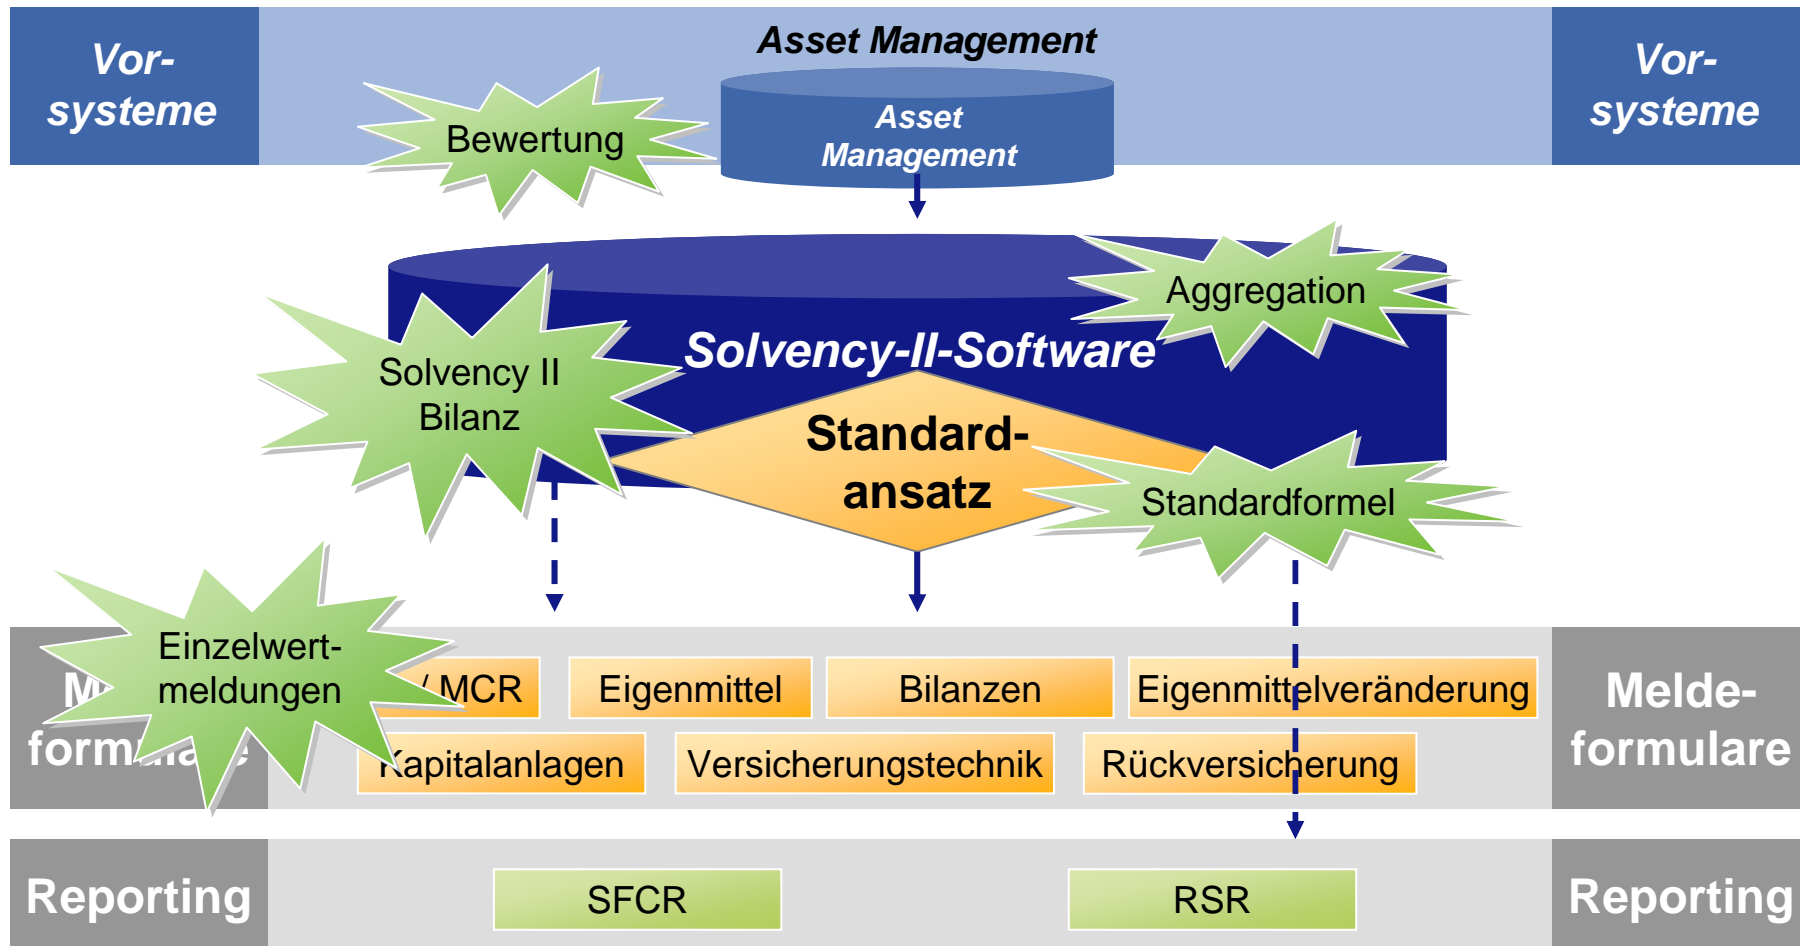 Vor-
systeme
Asset Management
Asset
Management
Bewertung
Vor-
systeme
Aggregation
Solvency-II-Software
Solvency II
Bilanz
Standard-
ansatz
Standardformel
Einzelwert-
meldungen
/ MCR
Eigenmittel
Bilanzen
Eigenmittelveränderung
Kapitalanlagen
Versicherungstechnik
Rückversicherung
Melde-
formulare
Reporting
SFCR
RSR
Reporting